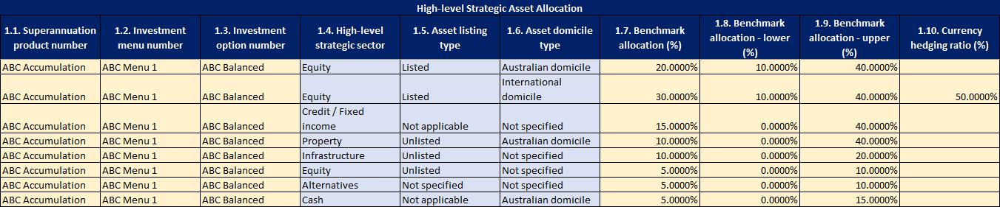 High-level Strategic Asset Allocation
1.1. Superannuation product number 1.2. Investment menu number 1.3. Investment option number 1.4. High-level strategic sector 1.5. Asset listing type 1.6. Asset domicile type 1.7. Benchmark allocation (%) 1.8. Benchmark allocation - lower (%) 1.9. Benchmark allocation - upper (%) 1.10. Currency hedging ratio (%)
ABC Accumulation ABC Menu 1 ABC Balanced Equity Listed Australian domicile 20.0000% 10.0000% 40.0000%
ABC Accumulation ABC Menu 1 ABC Balanced Equity Listed International domicile 30.0000% 10.0000% 40.0000% 50.0000%
ABC Accumulation ABC Menu 1 ABC Balanced Credit / Fixed income Not applicable Not specified 15.0000% 0.0000% 40.0000%
ABC Accumulation ABC Menu 1 ABC Balanced Property Unlisted Australian domicile 10.0000% 0.0000% 40.0000%
ABC Accumulation ABC Menu 1 ABC Balanced Infrastructure Unlisted Not specified 10.0000% 0.0000% 20.0000%
ABC Accumulation ABC Menu 1 ABC Balanced Equity Unlisted Not specified 5.0000% 0.0000% 10.0000%
ABC Accumulation ABC Menu 1 ABC Balanced Alternatives Not specified Not specified 5.0000% 0.0000% 10.0000%
ABC Accumulation ABC Menu 1 ABC Balanced Cash Not applicable Australian domicile 5.0000% 0.0000% 15.0000%